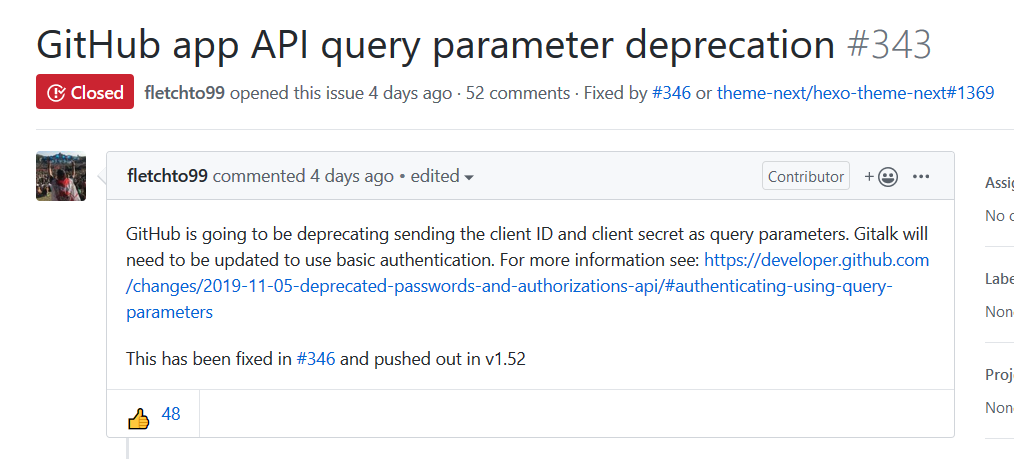 GitHub app API query parameter deprecation #343
Closed fletchto99 opened this issue 4 days ago · 52 comments · Fixed by #346 or theme-next/hexo-theme-next#1369
fletchto99 commented 4 days ago • edited
Contributor
GitHub is going to be deprecating sending the client ID and client secret as query parameters. Gitalk will
need to be updated to use basic authentication. For more information see: https://developer.github.com
/changes/2019-11-05-deprecated-passwords-and-authorizations-api/#authenticating-using-query-
parameters
This has been fixed in #346 and pushed out in v1.52
48
Assig
No c
Labe
Non
Proj
Non